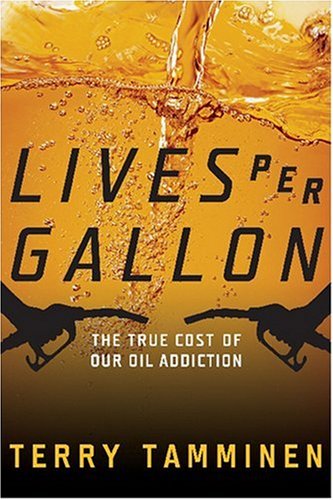 LIVES PER
GALLON
THE TRUE COST OF
OUR OIL ADDICTION
TERRY TAMMINEN